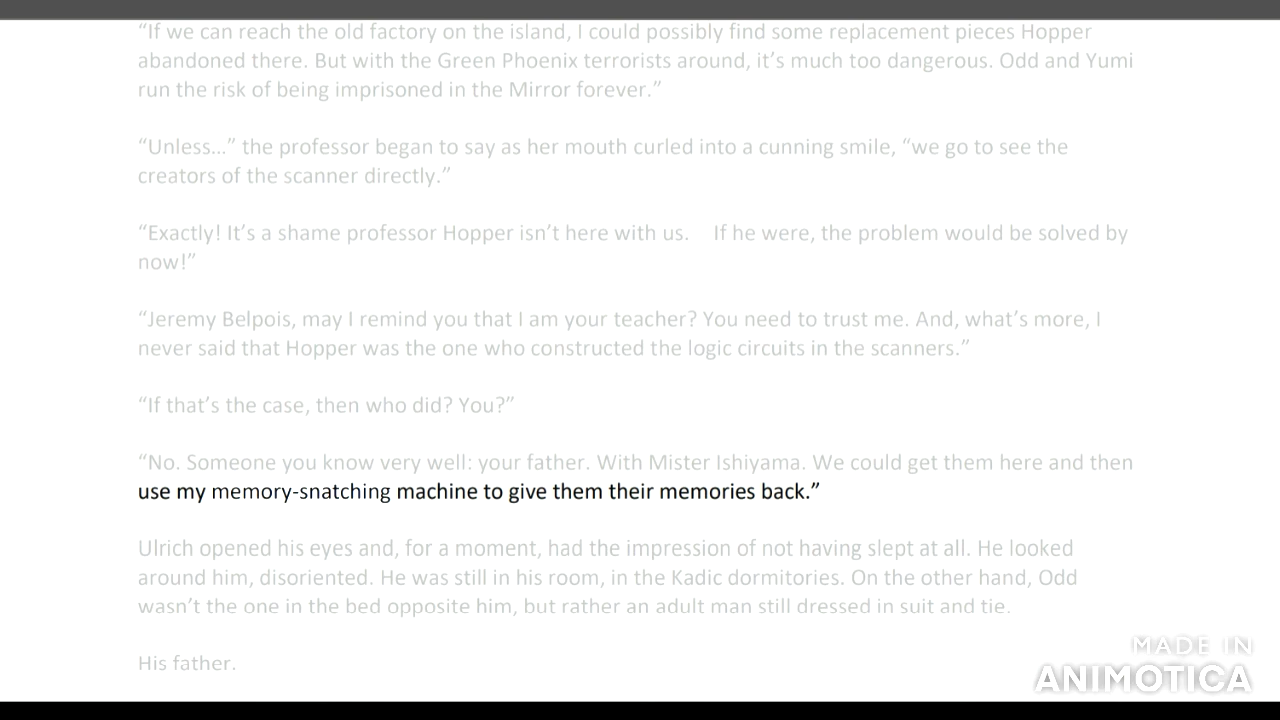 “If we can reach the old factory on the island, I could possibly find some replacement pieces Hopper
abandoned there. But with the Green Phoenix terrorists around, it’s much too dangerous. Odd and Yumi
run the risk of being imprisoned in the Mirror forever.”
“Unless…” the professor began to say as her mouth curled into a cunning smile, “we go to see the
creators of the scanner directly.”
“Exactly! It’s a shame professor Hopper isn’t here with us. If he were, the problem would be solved by
now!”
“Jeremy Belpois, may I remind you that I am your teacher? You need to trust me. And, what’s more, I
never said that Hopper was the one who constructed the logic circuits in the scanners.”
“If that’s the case, then who did? You?”
“No. Someone you know very well: your father. With Mister Ishiyama. We could get them here and then
use my memory-snatching machine to give them their memories back.”
Ulrich opened his eyes and, for a moment, had the impression of not having slept at all. He looked
around him, disoriented. He was still in his room, in the Kadic dormitories. On the other hand, Odd
wasn’t the one in the bed opposite him, but rather an adult man still dressed in suit and tie.
His father.
MADE IN
ANIMOTICA